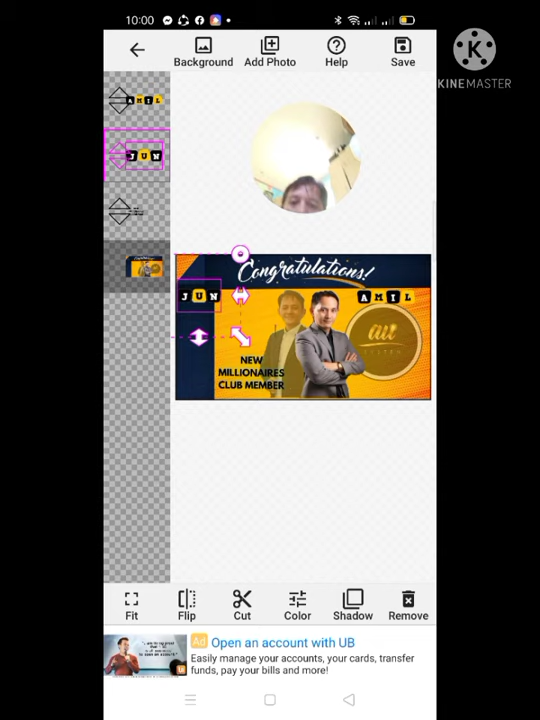 10:00
Background
Add Photo
Help
Save
KINEMASTER
AMIL
JUN
Congratulations!
JUN
AMIL
au
SYSTEM
NEW
MILLIONAIRES
CLUB MEMBER
Fit
Flip
Cut
Color
Shadow
Remove
Ad Open an account with UB
Easily manage your accounts, your cards, transfer
funds, pay your bills and more!